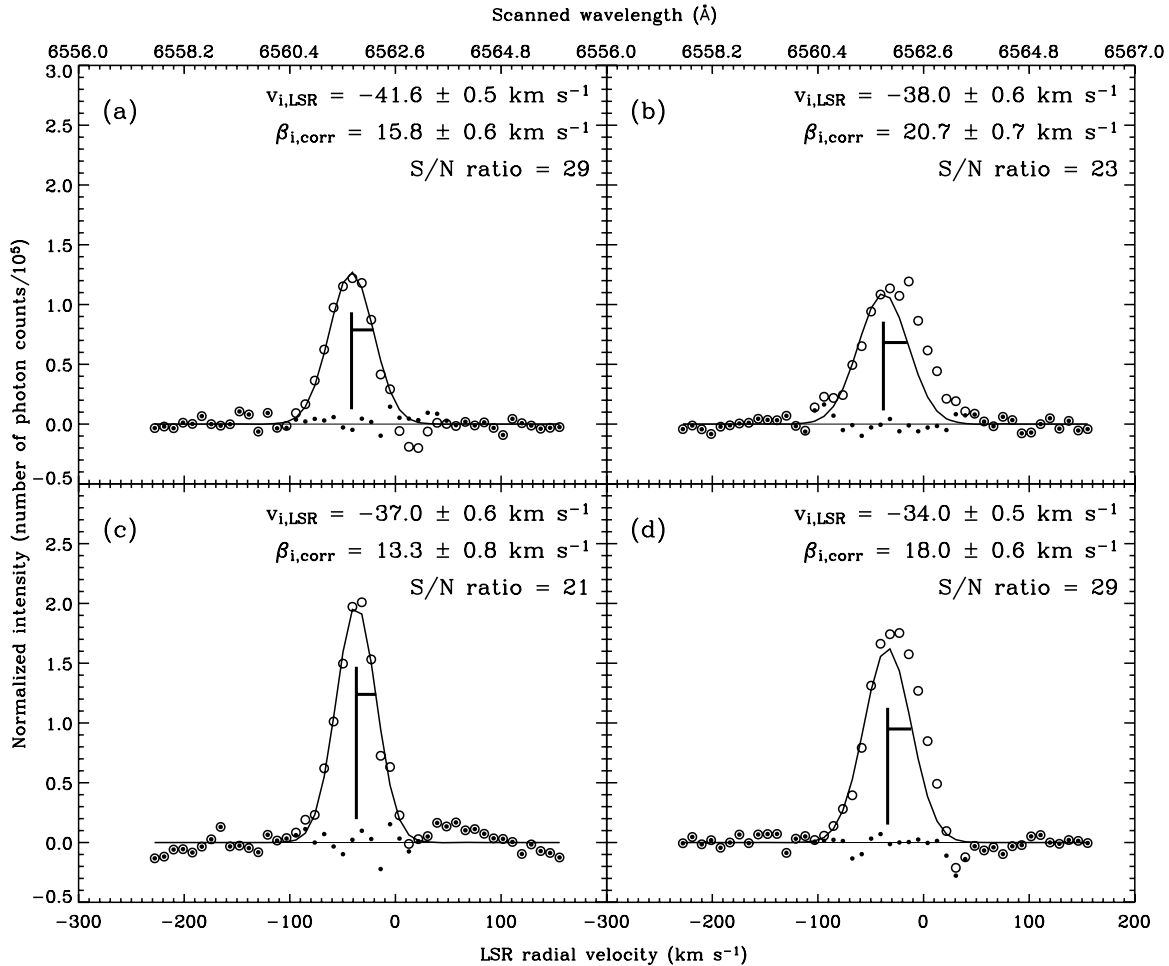 Scanned wavelength (Å)
6556.0 6558.2 6560.4 6562.6 6564.8 6556.0 6558.2 6560.4 6562.6 6564.8 6567.0
(a)
v_i,LSR = −41.6 ± 0.5 km s⁻¹
β_i,corr = 15.8 ± 0.6 km s⁻¹
S/N ratio = 29
(b)
v_i,LSR = −38.0 ± 0.6 km s⁻¹
β_i,corr = 20.7 ± 0.7 km s⁻¹
S/N ratio = 23
3.0
2.5
2.0
1.5
1.0
0.5
0.0
−0.5
(c)
v_i,LSR = −37.0 ± 0.6 km s⁻¹
β_i,corr = 13.3 ± 0.8 km s⁻¹
S/N ratio = 21
(d)
v_i,LSR = −34.0 ± 0.5 km s⁻¹
β_i,corr = 18.0 ± 0.6 km s⁻¹
S/N ratio = 29
2.5
2.0
1.5
1.0
0.5
0.0
−0.5
Normalized intensity (number of photon counts/10⁵)
−300 −200 −100 0 −300 −200 −100 0 100 200
LSR radial velocity (km s⁻¹)